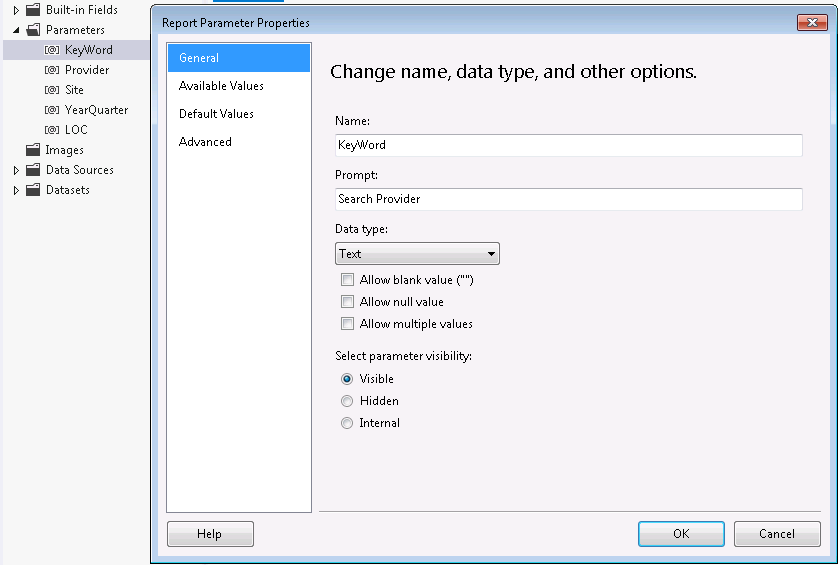 Built-in Fields
Parameters
[@] KeyWord
[@] Provider
[@] Site
[@] YearQuarter
[@] LOC
Images
Data Sources
Datasets
Report Parameter Properties
General
Available Values
Default Values
Advanced
Change name, data type, and other options.
Name:
KeyWord
Prompt:
Search Provider
Data type:
Text
Allow blank value ("")
Allow null value
Allow multiple values
Select parameter visibility:
Visible
Hidden
Internal
Help
OK
Cancel